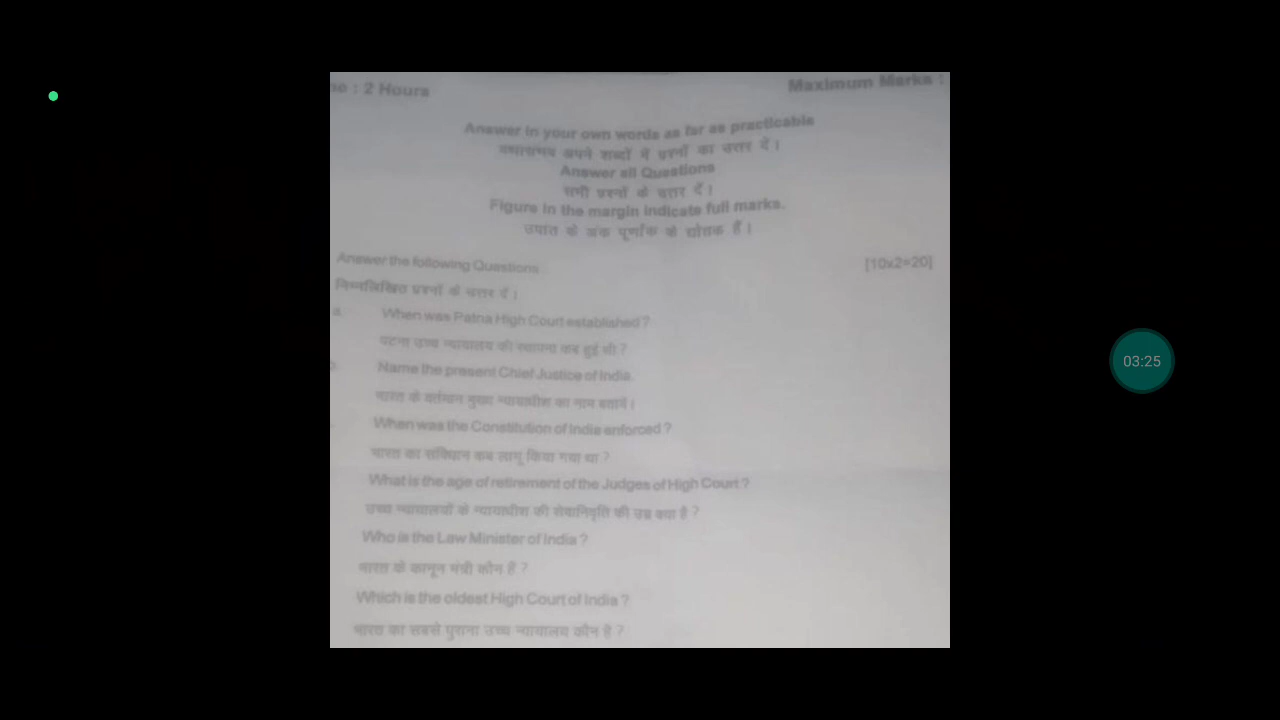 : 2 Hours
Maximum Marks :
Answer in your own words as far as practicable
यथासंभव अपने शब्दों में प्रश्नों का उत्तर दें।
Answer all Questions
सभी प्रश्नों के उत्तर दें।
Figure in the margin indicate full marks.
उपांत के अंक पूर्णांक के द्योतक हैं।
Answer the following Questions [10x2=20]
निम्नलिखित प्रश्नों के उत्तर दें।
a. When was Patna High Court established?
पटना उच्च न्यायालय की स्थापना कब हुई थी ?
Name the present Chief Justice of India.
भारत के वर्तमान मुख्य न्यायाधीश का नाम बतायें।
When was the Constitution of India enforced ?
भारत का संविधान कब लागू किया गया था ?
What is the age of retirement of the Judges of High Court ?
उच्च न्यायालयों के न्यायाधीश की सेवानिवृति की उम्र क्या है ?
Who is the Law Minister of India ?
भारत के कानून मंत्री कौन हैं ?
Which is the oldest High Court of India ?
भारत का सबसे पुराना उच्च न्यायालय कौन है ?
03:25